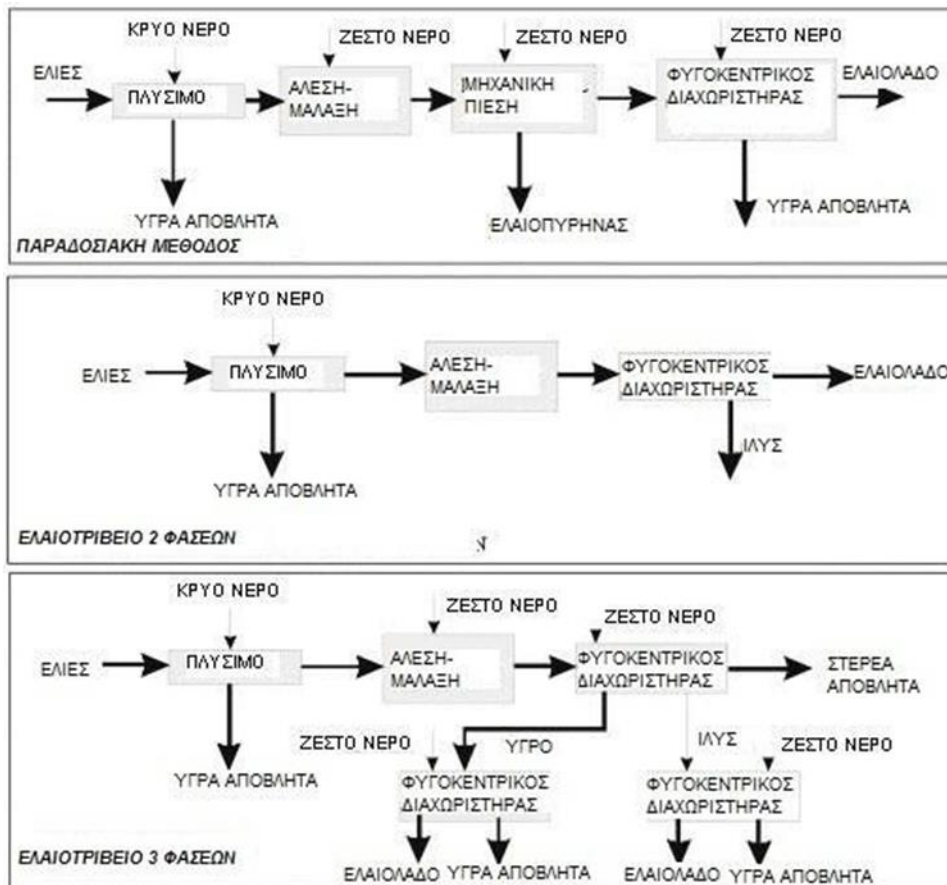 ΚΡΥΟ ΝΕΡΟ
ΖΕΣΤΟ ΝΕΡΟ
ΖΕΣΤΟ ΝΕΡΟ
ΖΕΣΤΟ ΝΕΡΟ
ΕΛΙΕΣ
ΠΛΥΣΙΜΟ
ΑΛΕΣΗ-
ΜΑΛΑΞΗ
ΜΗΧΑΝΙΚΗ
ΠΙΕΣΗ
ΦΥΓΟΚΕΝΤΡΙΚΟΣ
ΔΙΑΧΩΡΙΣΤΗΡΑΣ
ΕΛΑΙΟΛΑΔΟ
ΥΓΡΑ ΑΠΟΒΛΗΤΑ
ΕΛΑΙΟΠΥΡΗΝΑΣ
ΥΓΡΑ ΑΠΟΒΛΗΤΑ
ΠΑΡΑΔΟΣΙΑΚΗ ΜΕΘΟΔΟΣ
ΚΡΥΟ ΝΕΡΟ
ΕΛΙΕΣ
ΠΛΥΣΙΜΟ
ΑΛΕΣΗ-
ΜΑΛΑΞΗ
ΦΥΓΟΚΕΝΤΡΙΚΟΣ
ΔΙΑΧΩΡΙΣΤΗΡΑΣ
ΕΛΑΙΟΛΑΔΟ
ΙΛΥΣ
ΥΓΡΑ ΑΠΟΒΛΗΤΑ
ΕΛΑΙΟΤΡΙΒΕΙΟ 2 ΦΑΣΕΩΝ
ΚΡΥΟ ΝΕΡΟ
ΖΕΣΤΟ ΝΕΡΟ
ΖΕΣΤΟ ΝΕΡΟ
ΕΛΙΕΣ
ΠΛΥΣΙΜΟ
ΑΛΕΣΗ-
ΜΑΛΑΞΗ
ΦΥΓΟΚΕΝΤΡΙΚΟΣ
ΔΙΑΧΩΡΙΣΤΗΡΑΣ
ΣΤΕΡΕΑ
ΑΠΟΒΛΗΤΑ
ΖΕΣΤΟ ΝΕΡΟ
ΥΓΡΟ
ΙΛΥΣ
ΖΕΣΤΟ ΝΕΡΟ
ΥΓΡΑ ΑΠΟΒΛΗΤΑ
ΦΥΓΟΚΕΝΤΡΙΚΟΣ
ΔΙΑΧΩΡΙΣΤΗΡΑΣ
ΦΥΓΟΚΕΝΤΡΙΚΟΣ
ΔΙΑΧΩΡΙΣΤΗΡΑΣ
ΕΛΑΙΟΛΑΔΟ
ΥΓΡΑ ΑΠΟΒΛΗΤΑ
ΕΛΑΙΟΛΑΔΟ
ΥΓΡΑ ΑΠΟΒΛΗΤΑ
ΕΛΑΙΟΤΡΙΒΕΙΟ 3 ΦΑΣΕΩΝ